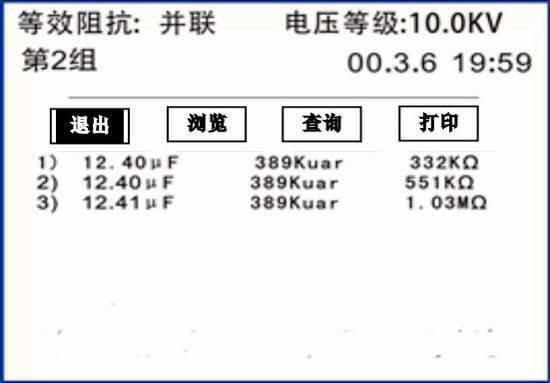 等效阻抗: 并联 电压等级:10.0KV
第2组 00.3.6 19:59
退出 浏览 查询 打印
1) 12.40μF 389Kuar 332KΩ
2) 12.40μF 389Kuar 551KΩ
3) 12.41μF 389Kuar 1.03MΩ